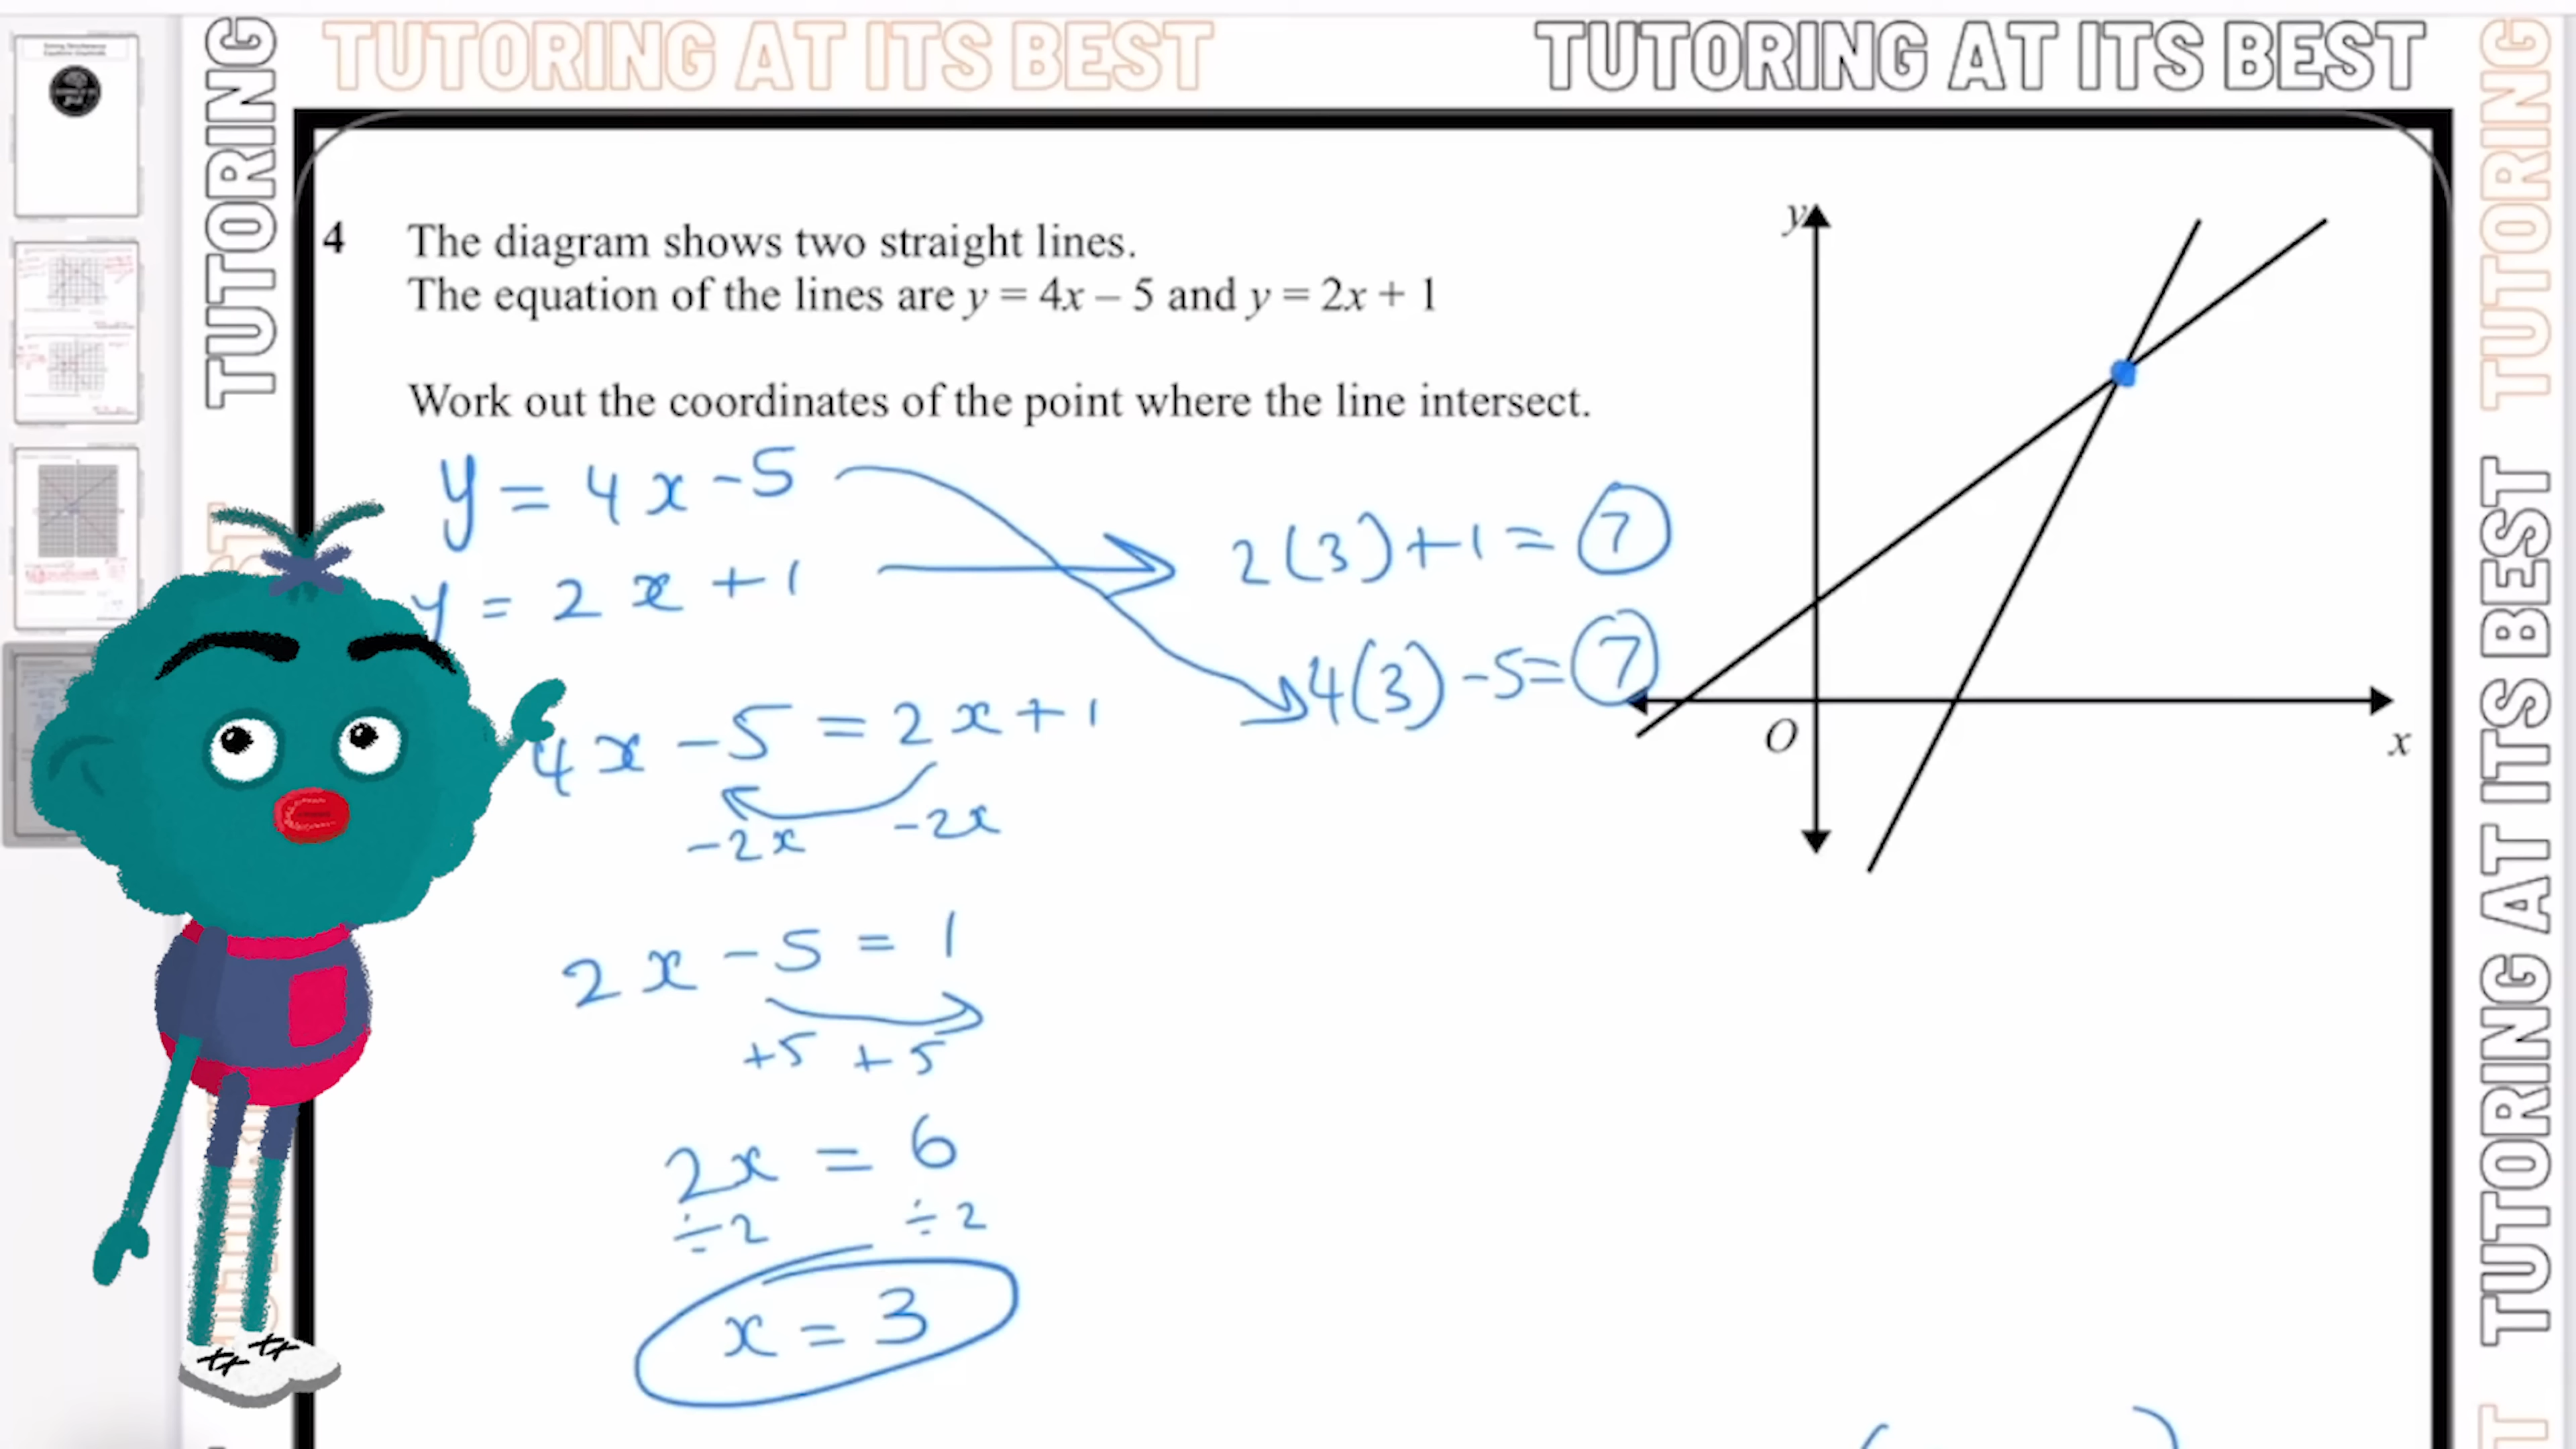 TUTORING AT ITS BEST TUTORING AT ITS BEST
TUTORING
TUTORING
TUTORING AT ITS BEST
4 The diagram shows two straight lines.
The equation of the lines are y = 4x – 5 and y = 2x + 1
Work out the coordinates of the point where the line intersect.
y
x
O
y = 4x - 5
y = 2x + 1
2(3) + 1 = 7
4(3) - 5 = 7
4x - 5 = 2x + 1
-2x -2x
2x - 5 = 1
+5 +5
2x = 6
÷2 ÷2
x = 3